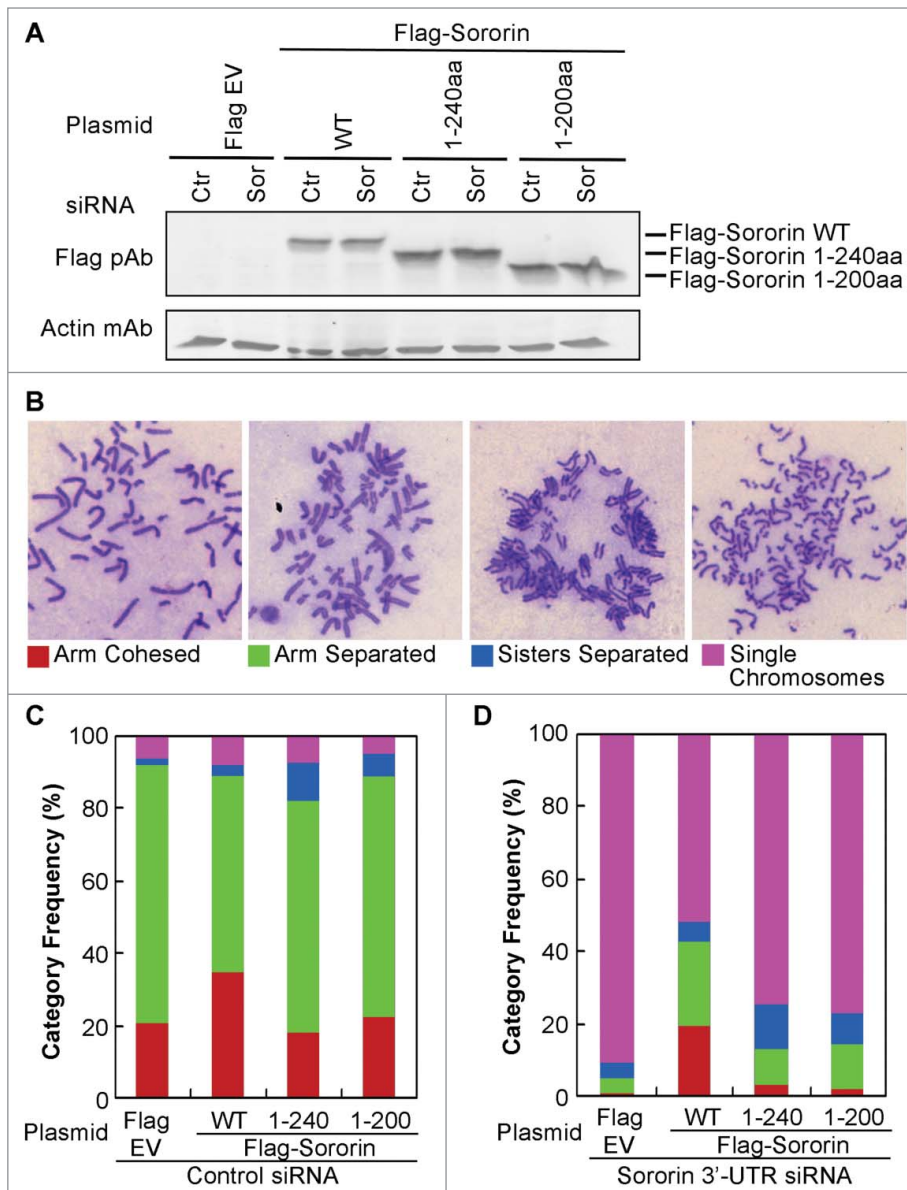 A
Flag-Sororin
Plasmid
Flag EV
WT
1-240aa
1-200aa
siRNA
Ctr
Sor
Ctr
Sor
Ctr
Sor
Ctr
Sor
Flag pAb
Flag-Sororin WT
Flag-Sororin 1-240aa
Flag-Sororin 1-200aa
Actin mAb
B
Arm Cohesed
Arm Separated
Sisters Separated
Single
Chromosomes
C
Category Frequency (%)
100
80
60
40
20
0
Plasmid
Flag
EV
WT
1-240
1-200
Flag-Sororin
Control siRNA
D
Category Frequency (%)
100
80
60
40
20
0
Plasmid
Flag
EV
WT
1-240
1-200
Flag-Sororin
Sororin 3’-UTR siRNA